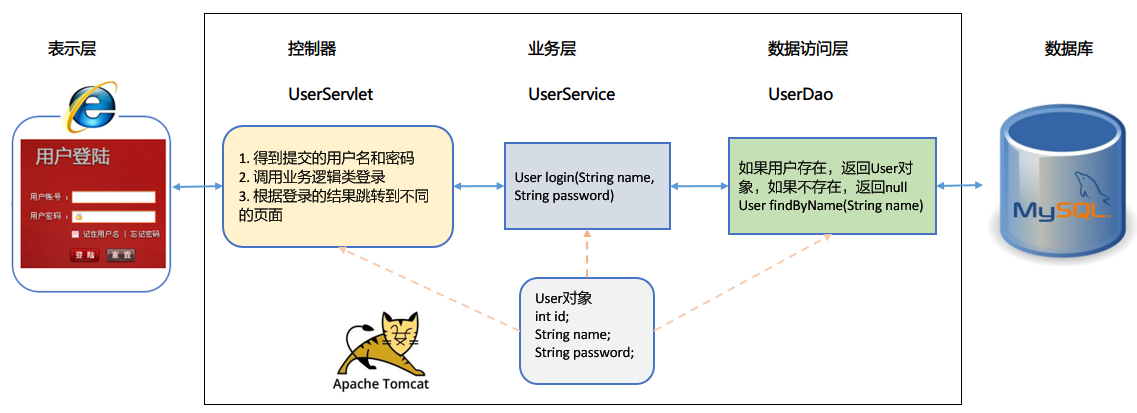 表示层
控制器
业务层
数据访问层
数据库
UserServlet
UserService
UserDao
用户登陆
用户账号：
用户密码：
记住用户名 | 忘记密码
登 陆
重 置
1. 得到提交的用户名和密码
2. 调用业务逻辑类登录
3. 根据登录的结果跳转到不同
的页面
User login(String name,
String password)
如果用户存在，返回User对
象，如果不存在，返回null
User findByName(String name)
MySQL
User对象
int id;
String name;
String password;
Apache Tomcat